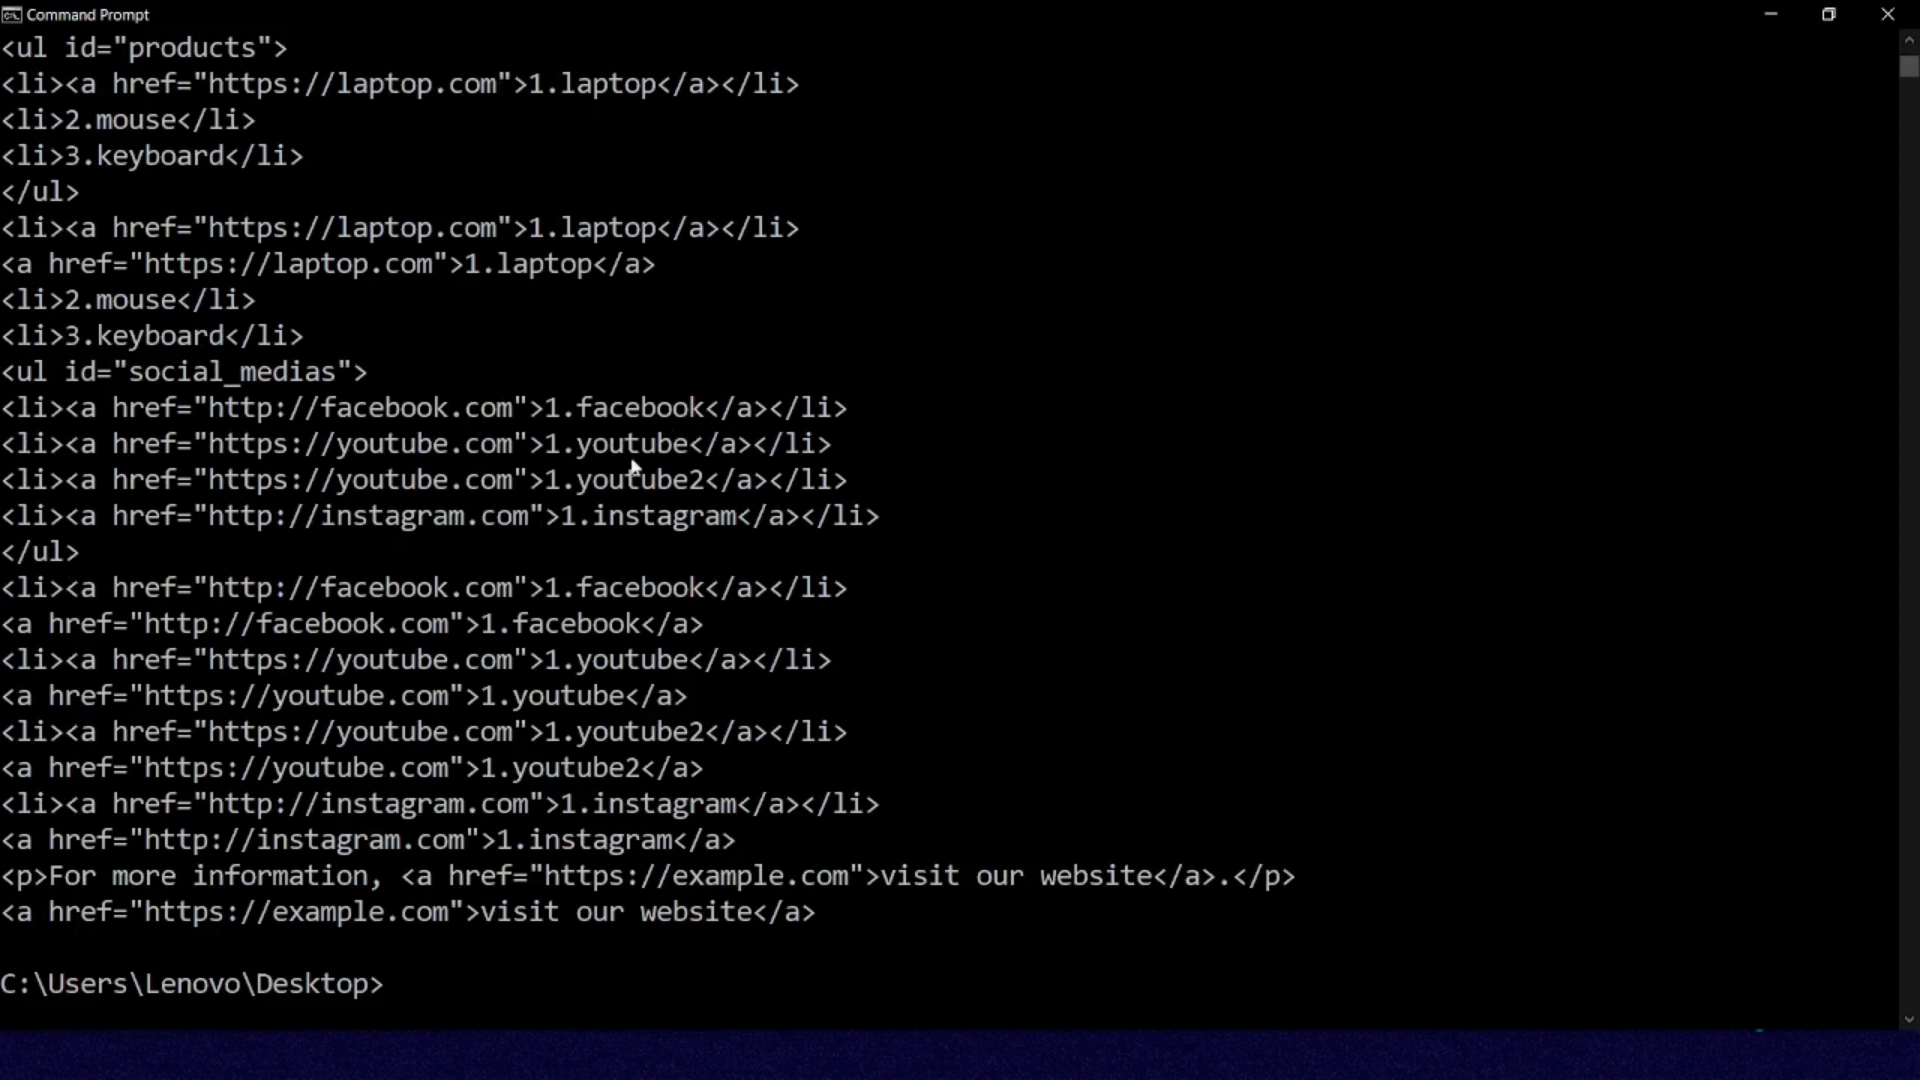 Command Prompt
<ul id="products">
<li><a href="https://laptop.com">1.laptop</a></li>
<li>2.mouse</li>
<li>3.keyboard</li>
</ul>
<li><a href="https://laptop.com">1.laptop</a></li>
<a href="https://laptop.com">1.laptop</a>
<li>2.mouse</li>
<li>3.keyboard</li>
<ul id="social_medias">
<li><a href="http://facebook.com">1.facebook</a></li>
<li><a href="https://youtube.com">1.youtube</a></li>
<li><a href="https://youtube.com">1.youtube2</a></li>
<li><a href="http://instagram.com">1.instagram</a></li>
</ul>
<li><a href="http://facebook.com">1.facebook</a></li>
<a href="http://facebook.com">1.facebook</a>
<li><a href="https://youtube.com">1.youtube</a></li>
<a href="https://youtube.com">1.youtube</a>
<li><a href="https://youtube.com">1.youtube2</a></li>
<a href="https://youtube.com">1.youtube2</a>
<li><a href="http://instagram.com">1.instagram</a></li>
<a href="http://instagram.com">1.instagram</a>
<p>For more information, <a href="https://example.com">visit our website</a>.</p>
<a href="https://example.com">visit our website</a>
C:\Users\Lenovo\Desktop>